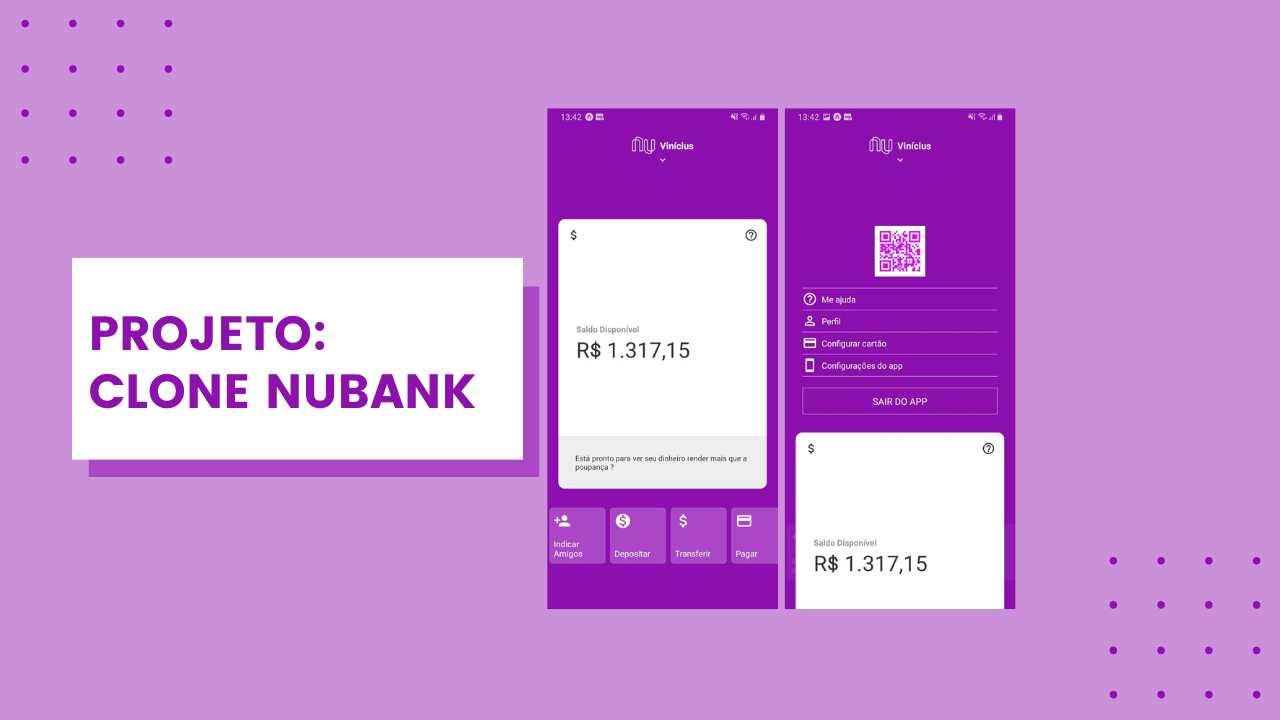 PROJETO:
CLONE NUBANK
13:42
nu Vinícius
$
Saldo Disponível
R$ 1.317,15
Está pronto para ver seu dinheiro render mais que a
poupança ?
Indicar
Amigos
$
Depositar
$
Transferir
Pagar
13:42
nu Vinícius
Me ajuda
Perfil
Configurar cartão
Configurações do app
SAIR DO APP
$
Saldo Disponível
R$ 1.317,15